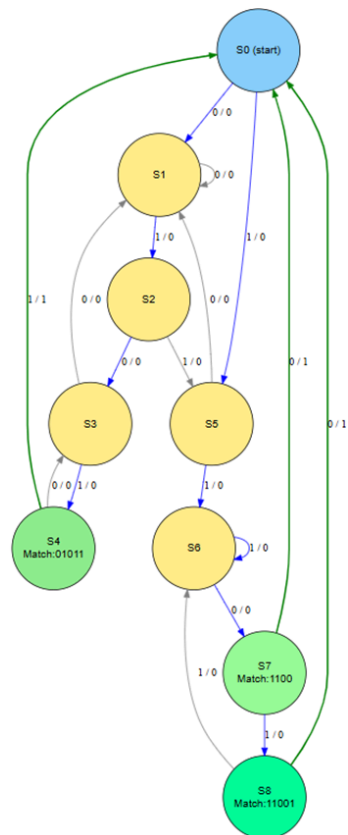 S0 (start)
0 / 0
S1
0 / 0
1 / 0
S2
1 / 1
0 / 0
0 / 0
1 / 0
0 / 0
1 / 0
S3
S5
0 / 1
0 / 1
0 / 0
1 / 0
1 / 0
S4
Match:01011
S6
1 / 0
0 / 0
1 / 0
S7
Match:1100
1 / 0
S8
Match:11001